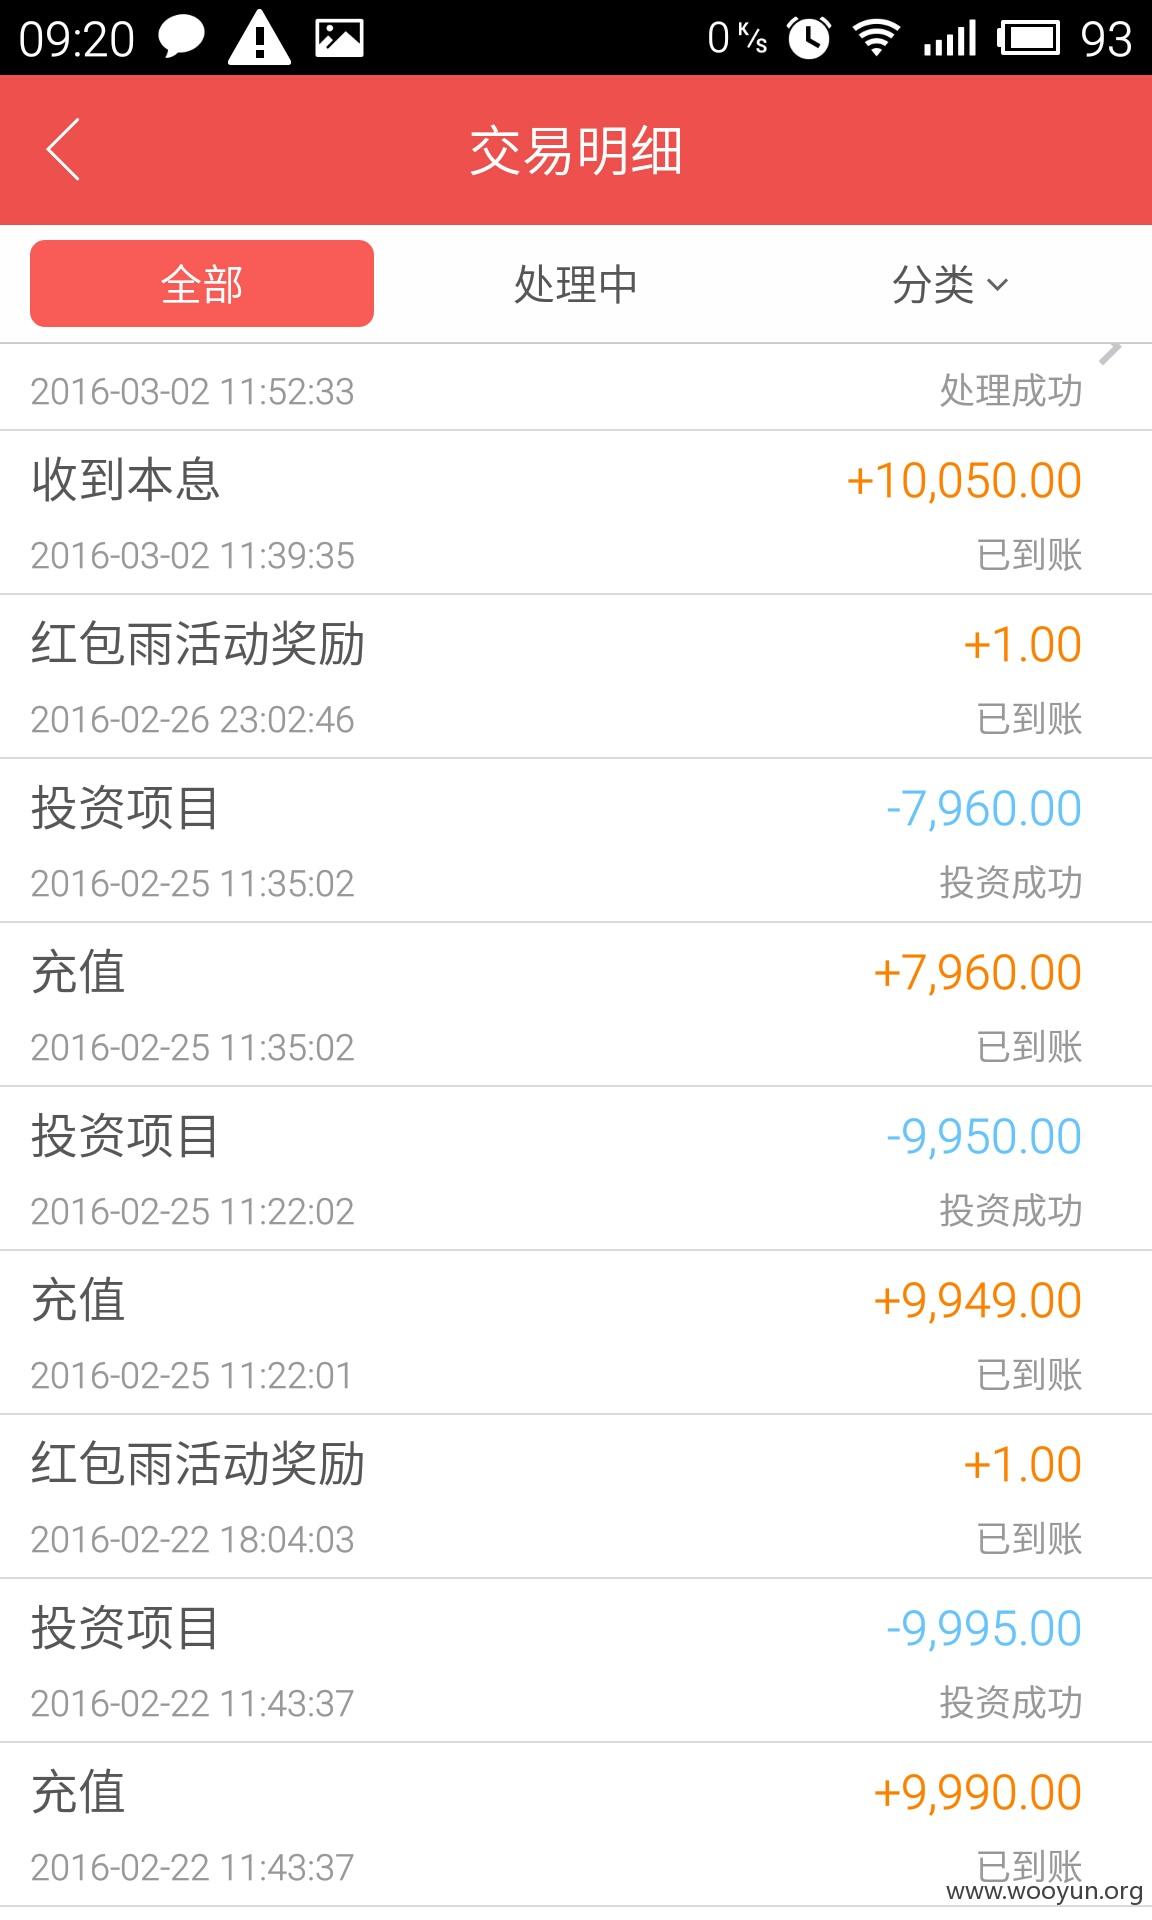 09:20 0 K/s 93
交易明细
全部 处理中 分类
2016-03-02 11:52:33 处理成功
收到本息 +10,050.00
2016-03-02 11:39:35 已到账
红包雨活动奖励 +1.00
2016-02-26 23:02:46 已到账
投资项目 -7,960.00
2016-02-25 11:35:02 投资成功
充值 +7,960.00
2016-02-25 11:35:02 已到账
投资项目 -9,950.00
2016-02-25 11:22:02 投资成功
充值 +9,949.00
2016-02-25 11:22:01 已到账
红包雨活动奖励 +1.00
2016-02-22 18:04:03 已到账
投资项目 -9,995.00
2016-02-22 11:43:37 投资成功
充值 +9,990.00
2016-02-22 11:43:37 已到账
www.wooyun.org